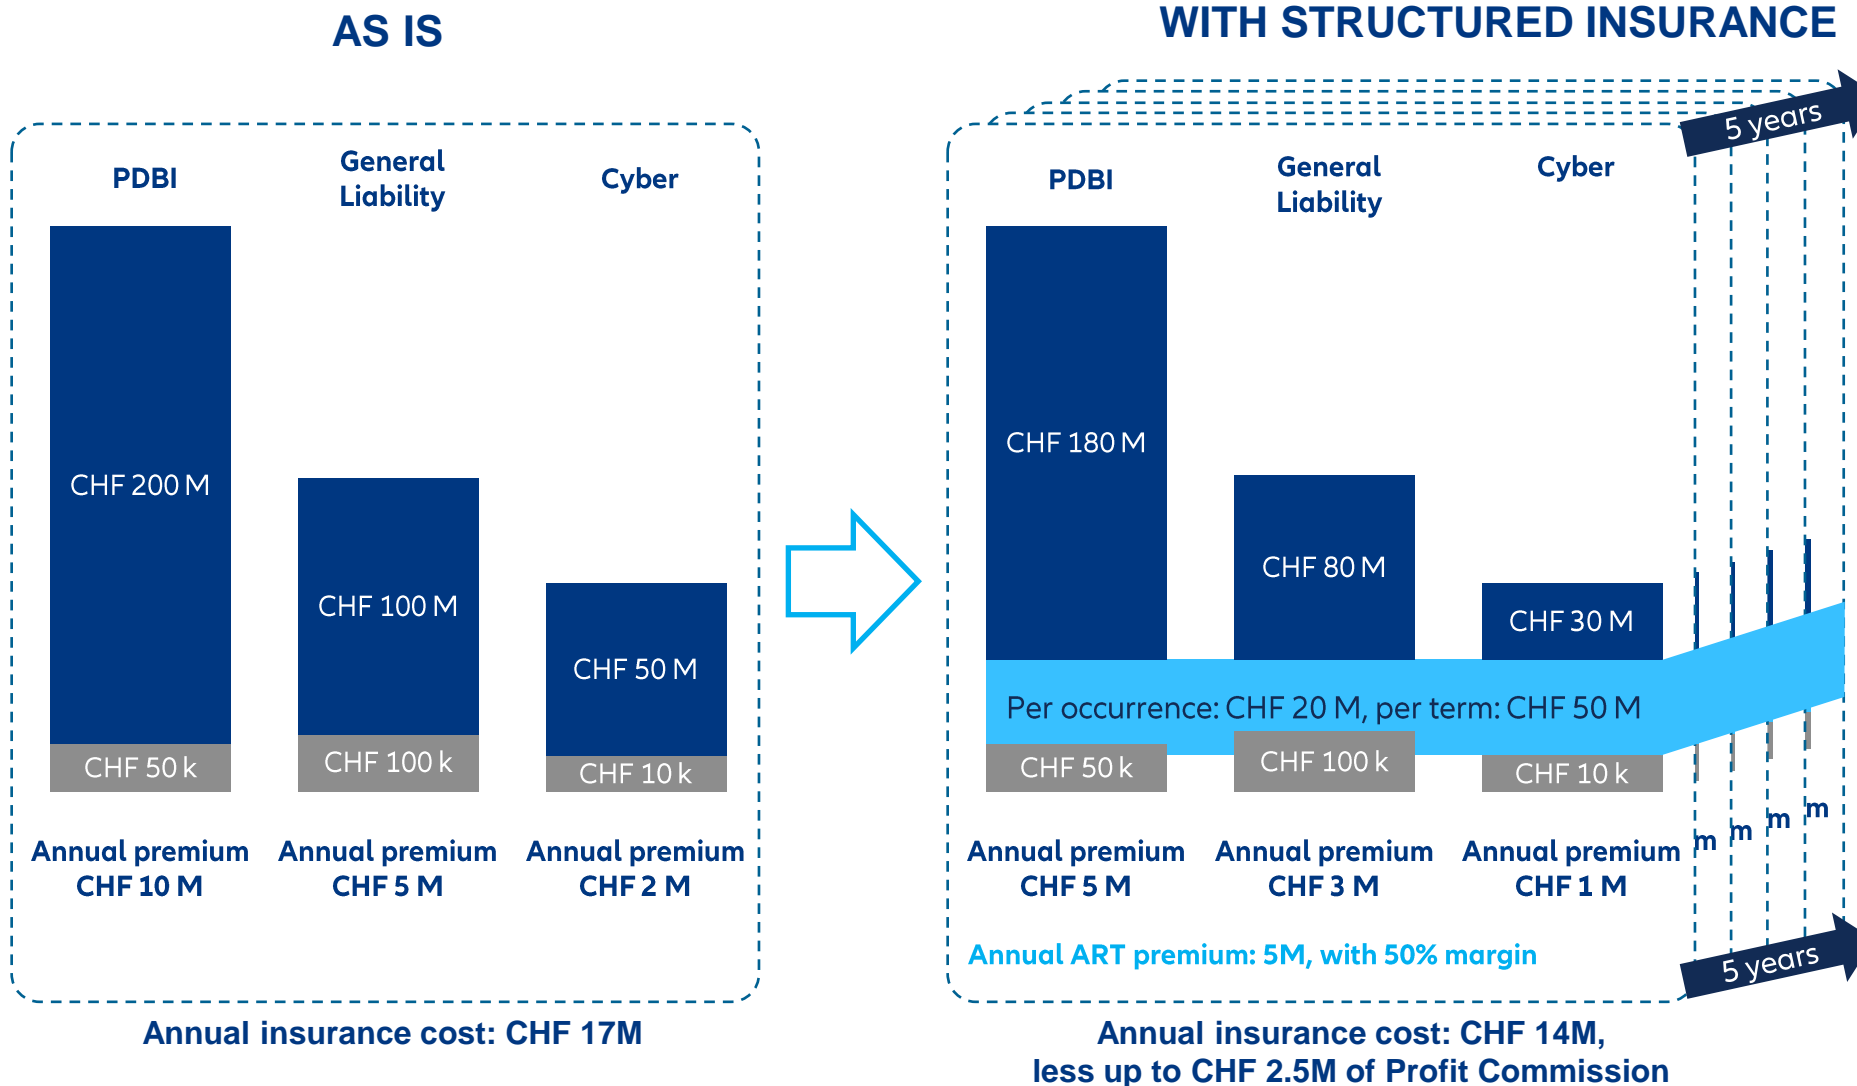 AS IS
WITH STRUCTURED INSURANCE
PDBI
General
Liability
Cyber
CHF 200 M
CHF 100 M
CHF 50 M
CHF 50 k
CHF 100 k
CHF 10 k
Annual premium
CHF 10 M
Annual premium
CHF 5 M
Annual premium
CHF 2 M
Annual insurance cost: CHF 17M
5 years
PDBI
General
Liability
Cyber
CHF 180 M
CHF 80 M
CHF 30 M
Per occurrence: CHF 20 M, per term: CHF 50 M
CHF 50 k
CHF 100 k
CHF 10 k
Annual premium
CHF 5 M
Annual premium
CHF 3 M
Annual premium
CHF 1 M
m
m
m
m
Annual ART premium: 5M, with 50% margin
5 years
Annual insurance cost: CHF 14M,
less up to CHF 2.5M of Profit Commission